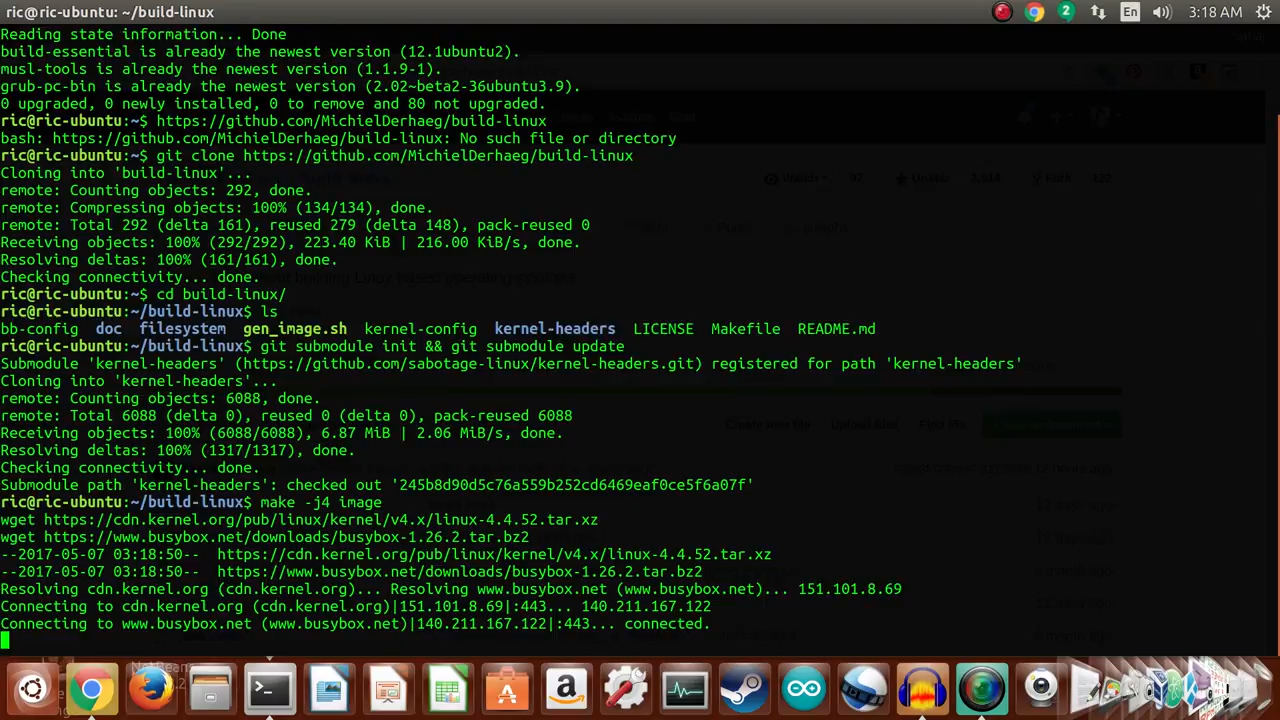 ric@ric-ubuntu: ~/build-linux
2
En
3:18 AM
Reading state information... Done
build-essential is already the newest version (12.1ubuntu2).
musl-tools is already the newest version (1.1.9-1).
grub-pc-bin is already the newest version (2.02~beta2-36ubuntu3.9).
0 upgraded, 0 newly installed, 0 to remove and 80 not upgraded.
ric@ric-ubuntu:~$ https://github.com/MichielDerhaeg/build-linux
bash: https://github.com/MichielDerhaeg/build-linux: No such file or directory
ric@ric-ubuntu:~$ git clone https://github.com/MichielDerhaeg/build-linux
Cloning into 'build-linux'...
remote: Counting objects: 292, done.
remote: Compressing objects: 100% (134/134), done.
remote: Total 292 (delta 161), reused 279 (delta 148), pack-reused 0
Receiving objects: 100% (292/292), 223.40 KiB | 216.00 KiB/s, done.
Resolving deltas: 100% (161/161), done.
Checking connectivity... done.
ric@ric-ubuntu:~$ cd build-linux/
ric@ric-ubuntu:~/build-linux$ ls
bb-config  doc  filesystem  gen_image.sh  kernel-config  kernel-headers  LICENSE  Makefile  README.md
ric@ric-ubuntu:~/build-linux$ git submodule init && git submodule update
Submodule 'kernel-headers' (https://github.com/sabotage-linux/kernel-headers.git) registered for path 'kernel-headers'
Cloning into 'kernel-headers'...
remote: Counting objects: 6088, done.
remote: Total 6088 (delta 0), reused 0 (delta 0), pack-reused 6088
Receiving objects: 100% (6088/6088), 6.87 MiB | 2.06 MiB/s, done.
Resolving deltas: 100% (1317/1317), done.
Checking connectivity... done.
Submodule path 'kernel-headers': checked out '245b8d90d5c76a559b252cd6469eaf0ce5f6a07f'
ric@ric-ubuntu:~/build-linux$ make -j4 image
wget https://cdn.kernel.org/pub/linux/kernel/v4.x/linux-4.4.52.tar.xz
wget https://www.busybox.net/downloads/busybox-1.26.2.tar.bz2
--2017-05-07 03:18:50--  https://cdn.kernel.org/pub/linux/kernel/v4.x/linux-4.4.52.tar.xz
--2017-05-07 03:18:50--  https://www.busybox.net/downloads/busybox-1.26.2.tar.bz2
Resolving cdn.kernel.org (cdn.kernel.org)... Resolving www.busybox.net (www.busybox.net)... 151.101.8.69
Connecting to cdn.kernel.org (cdn.kernel.org)|151.101.8.69|:443... 140.211.167.122
Connecting to www.busybox.net (www.busybox.net)|140.211.167.122|:443... connected.